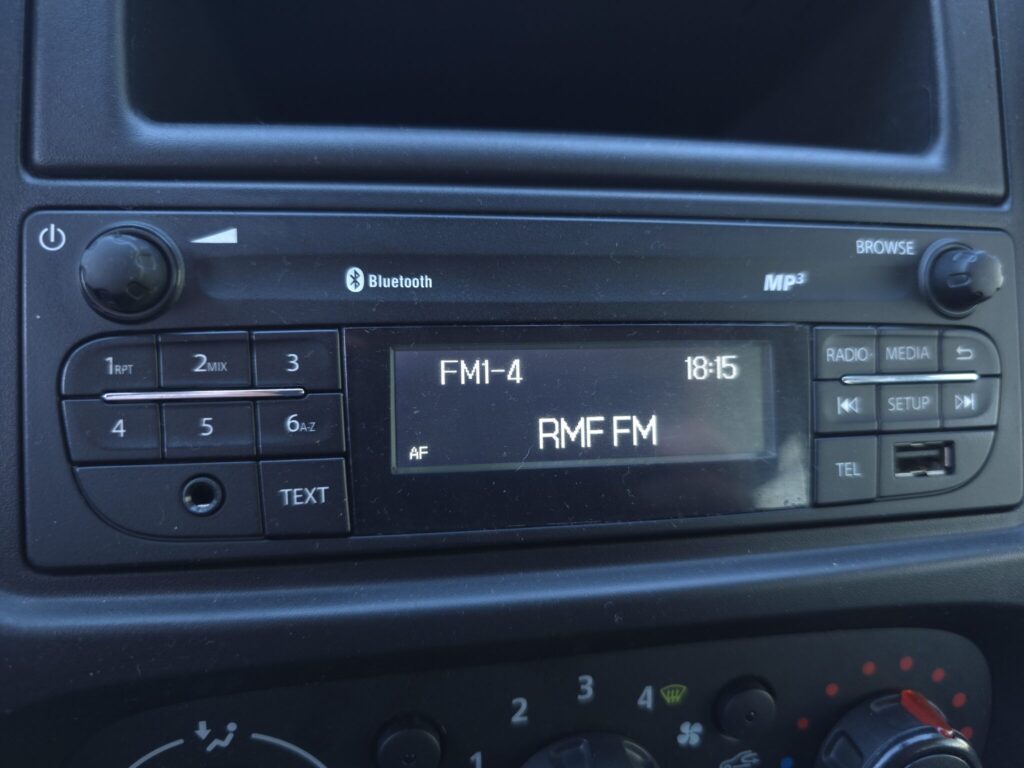 BROWSE
Bluetooth
MP3
1RPT 2MIX 3
4 5 6A-Z
TEXT
FM1-4 18:15
RMF FM
AF
RADIO MEDIA
SETUP
TEL
1 2 3 4